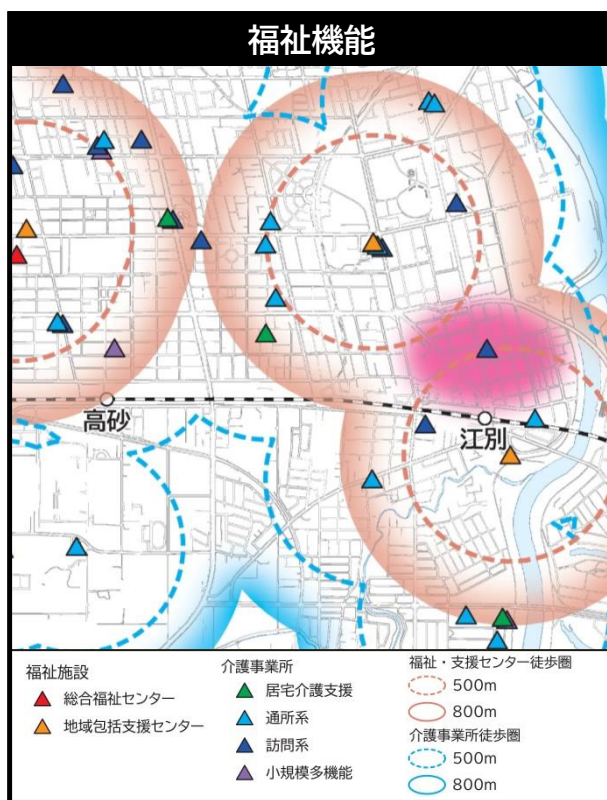 福祉機能
高砂
江別
福祉施設
総合福祉センター
地域包括支援センター
介護事業所
居宅介護支援
通所系
訪問系
小規模多機能
福祉・支援センター徒歩圏
500m
800m
介護事業所徒歩圏
500m
800m